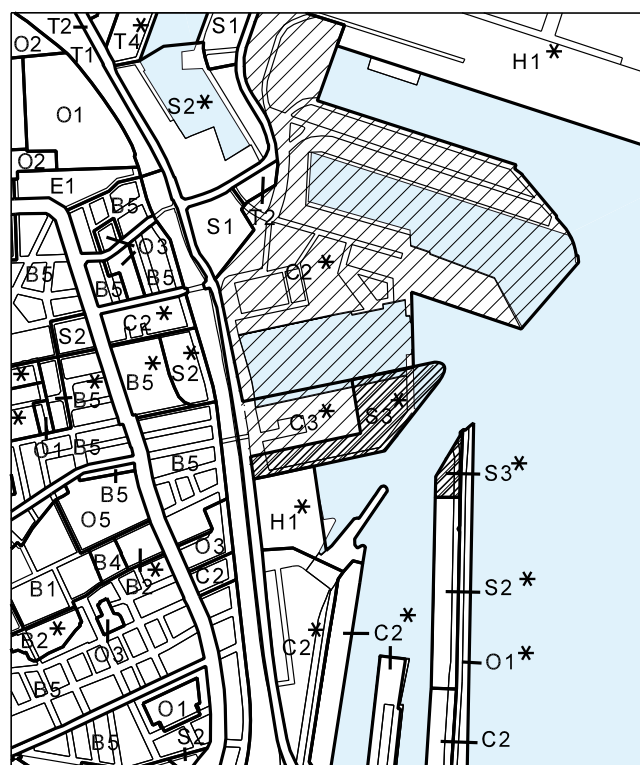 T2
T4*
S1
O2
T1
H1*
S2*
O1
O2
E1
B5
T2
S1
O3
B5
B5
B5
C2*
C2*
S2
B5*
S2*
*
*
B5
*
C3*
S3*
O1
B5
B5
B5
S3*
O5
H1*
O3
B4
B2*
C2
B1
S2*
B2*
O3
C2*
C2*
O1*
B5
O1
S2
B5
C2